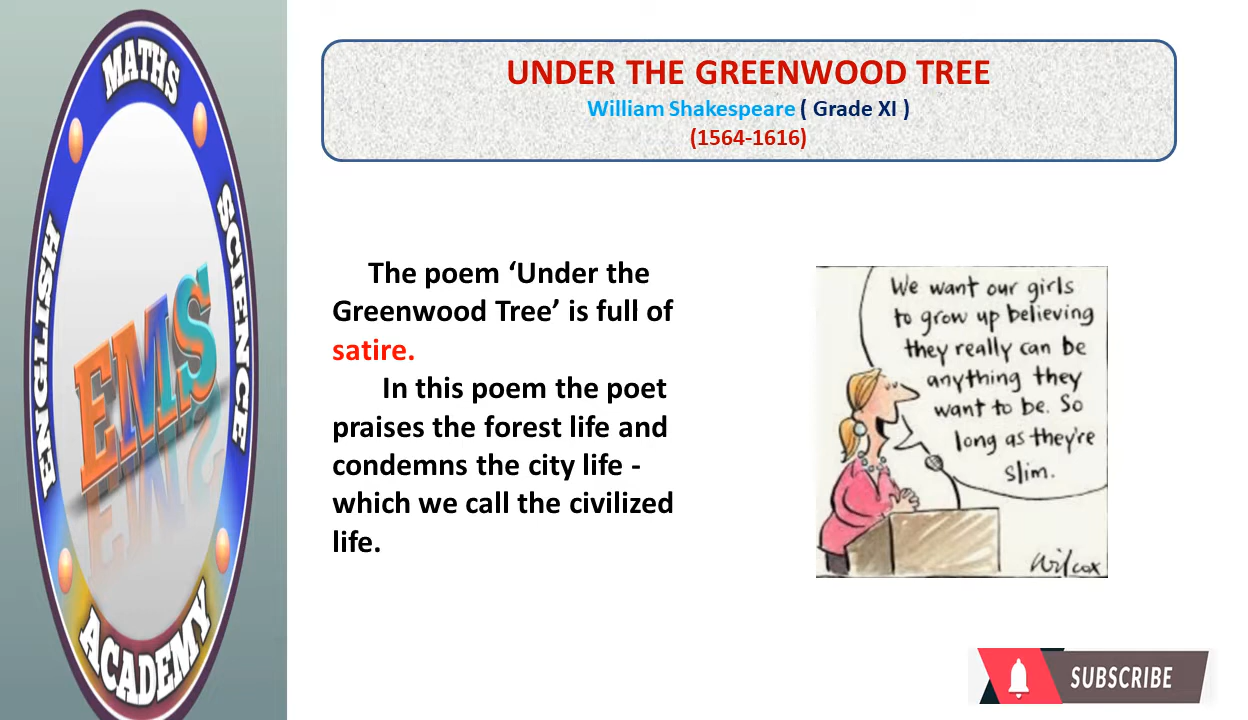 MATHS
ENGLISH
SCIENCE
EMS
ACADEMY
UNDER THE GREENWOOD TREE
William Shakespeare ( Grade XI )
(1564-1616)
The poem ‘Under the
Greenwood Tree’ is full of
satire.
In this poem the poet
praises the forest life and
condemns the city life -
which we call the civilized
life.
We want our girls
to grow up believing
they really can be
anything they
want to be. So
long as they're
slim.
Wilcox
SUBSCRIBE